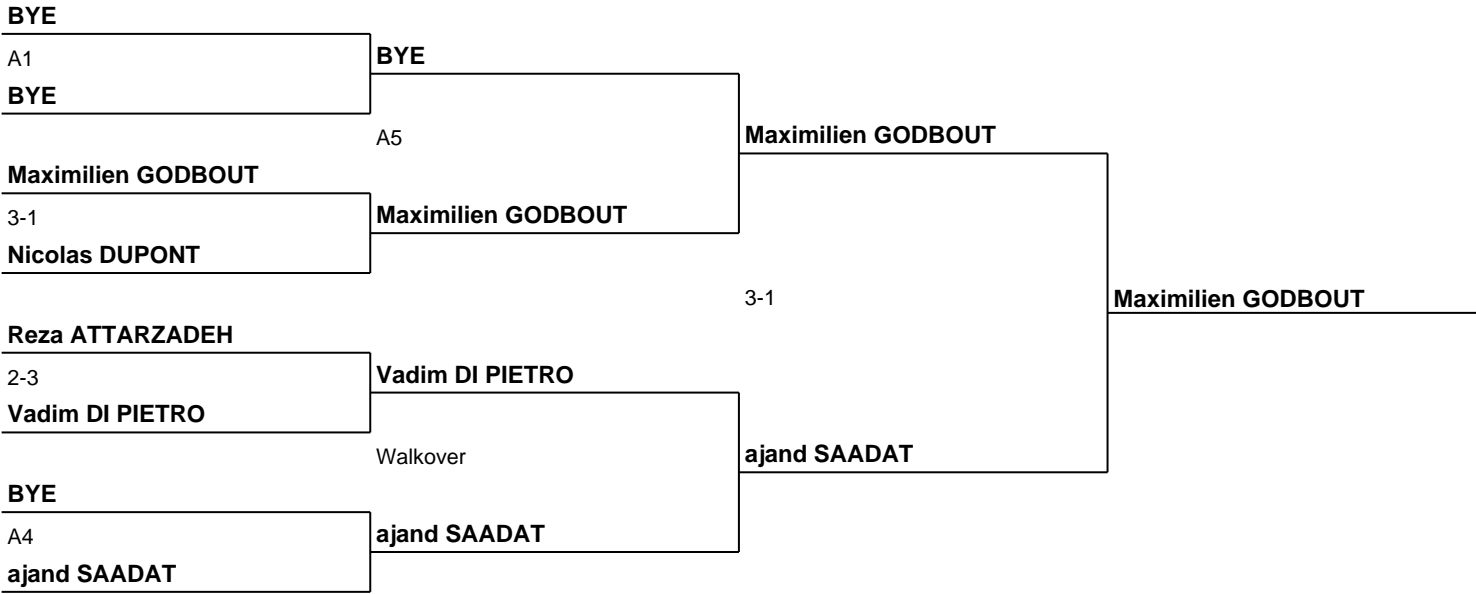 BYE
A1
BYE
BYE
A5
Maximilien GODBOUT
Maximilien GODBOUT
3-1
Maximilien GODBOUT
Nicolas DUPONT
3-1
Maximilien GODBOUT
Reza ATTARZADEH
2-3
Vadim DI PIETRO
Vadim DI PIETRO
Walkover
ajand SAADAT
BYE
A4
ajand SAADAT
ajand SAADAT